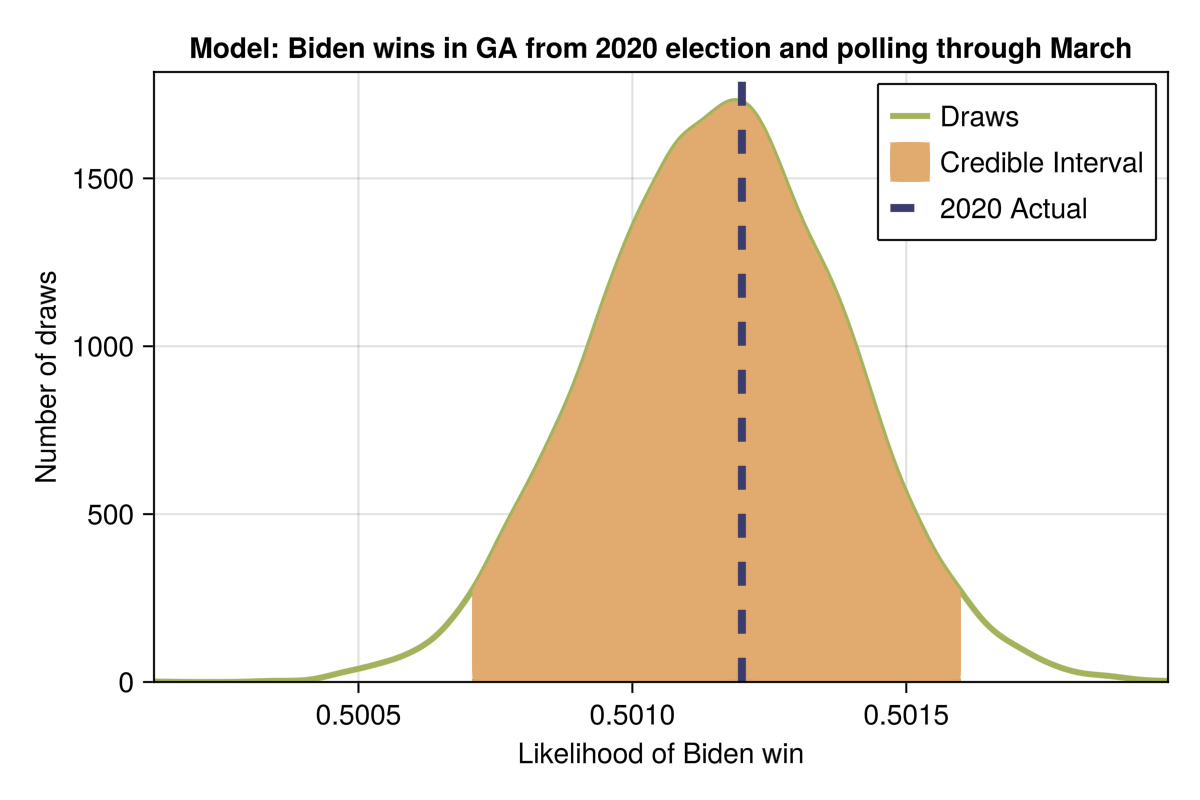 Model: Biden wins in GA from 2020 election and polling through March
Draws
Credible Interval
2020 Actual
Number of draws
1500
1000
500
0
0.5005 0.5010 0.5015
Likelihood of Biden win